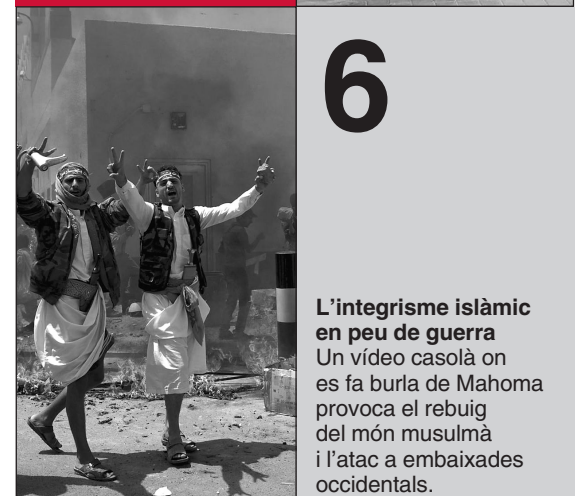 6
L'integrisme islàmic
en peu de guerra
Un vídeo casolà on
es fa burla de Mahoma
provoca el rebuig
del món musulmà
i l'atac a embaixades
occidentals.